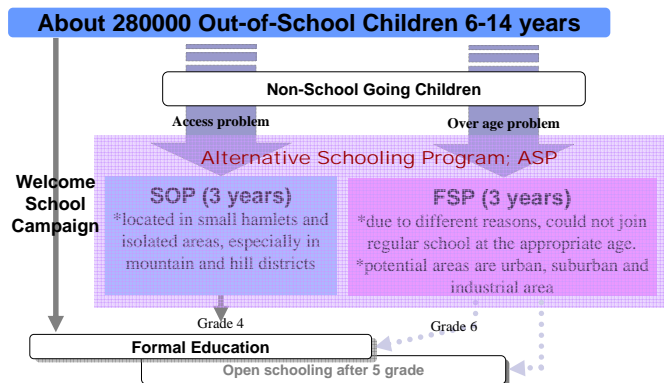 About 280000 Out-of-School Children 6-14 years
Non-School Going Children
Access problem
Over age problem
Alternative Schooling Program; ASP
Welcome
School
Campaign
SOP (3 years)
*located in small hamlets and
isolated areas, especially in
mountain and hill districts
FSP (3 years)
*due to different reasons, could not join
regular school at the appropriate age.
*potential areas are urban, suburban and
industrial area
Grade 4
Grade 6
Formal Education
Open schooling after 5 grade